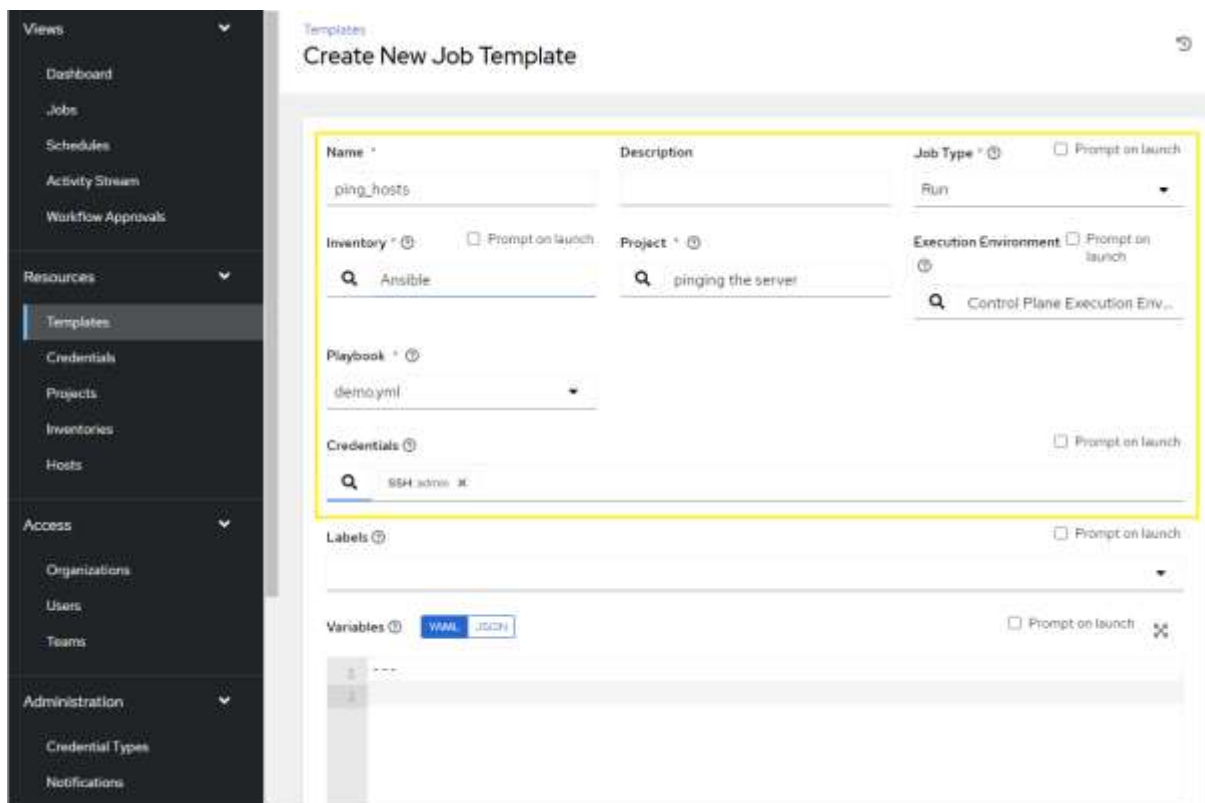 Views
Dashboard
Jobs
Schedules
Activity Stream
Workflow Approvals
Resources
Templates
Credentials
Projects
Inventories
Hosts
Access
Organizations
Users
Teams
Administration
Credential Types
Notifications
Templates
Create New Job Template
Name *
ping_hosts
Description
Job Type *
Prompt on launch
Run
Inventory *
Prompt on launch
Ansible
Project *
pinging the server
Execution Environment
Prompt on
launch
Control Plane Execution Env...
Playbook *
demo.yml
Credentials
Prompt on launch
SSH: admin
Labels
Prompt on launch
Variables
YAML JSON
Prompt on launch
1 ---
2